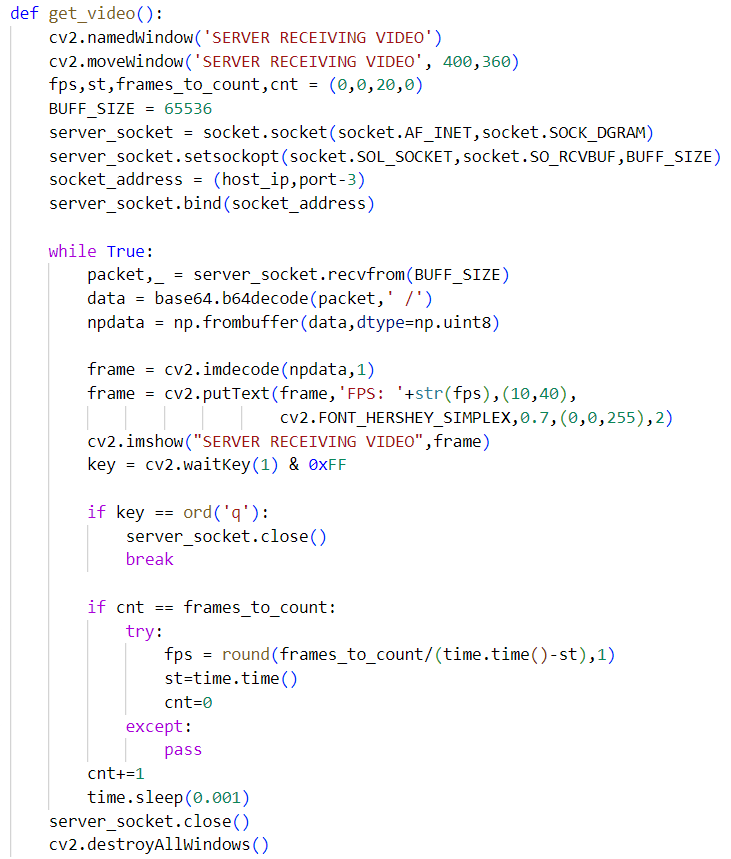 def get_video():
    cv2.namedWindow('SERVER RECEIVING VIDEO')
    cv2.moveWindow('SERVER RECEIVING VIDEO', 400,360)
    fps,st,frames_to_count,cnt = (0,0,20,0)
    BUFF_SIZE = 65536
    server_socket = socket.socket(socket.AF_INET,socket.SOCK_DGRAM)
    server_socket.setsockopt(socket.SOL_SOCKET,socket.SO_RCVBUF,BUFF_SIZE)
    socket_address = (host_ip,port-3)
    server_socket.bind(socket_address)

    while True:
        packet,_ = server_socket.recvfrom(BUFF_SIZE)
        data = base64.b64decode(packet,' /')
        npdata = np.frombuffer(data,dtype=np.uint8)

        frame = cv2.imdecode(npdata,1)
        frame = cv2.putText(frame,'FPS: '+str(fps),(10,40),
                            cv2.FONT_HERSHEY_SIMPLEX,0.7,(0,0,255),2)
        cv2.imshow("SERVER RECEIVING VIDEO",frame)
        key = cv2.waitKey(1) & 0xFF

        if key == ord('q'):
            server_socket.close()
            break

        if cnt == frames_to_count:
            try:
                fps = round(frames_to_count/(time.time()-st),1)
                st=time.time()
                cnt=0
            except:
                pass
        cnt+=1
        time.sleep(0.001)
    server_socket.close()
    cv2.destroyAllWindows()